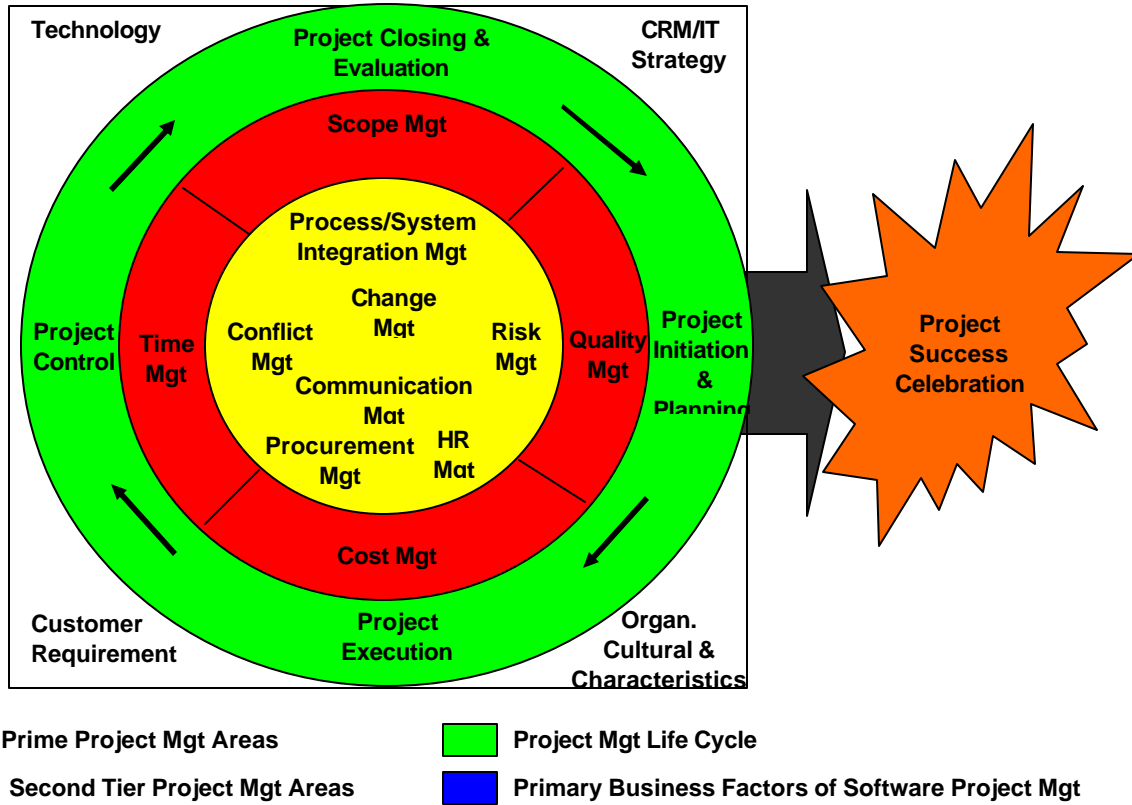 Technology
CRM/IT
Strategy
Project Closing &
Evaluation
Scope Mgt
Process/System
Integration Mgt
Change
Mgt
Conflict
Mgt
Risk
Mgt
Communication
Mgt
Procurement
Mgt
HR
Mgt
Project
Control
Time
Mgt
Quality
Mgt
Project
Initiation
&
Planning
Cost Mgt
Project
Execution
Customer
Requirement
Organ.
Cultural &
Characteristics
Project
Success
Celebration
Prime Project Mgt Areas
Project Mgt Life Cycle
Second Tier Project Mgt Areas
Primary Business Factors of Software Project Mgt